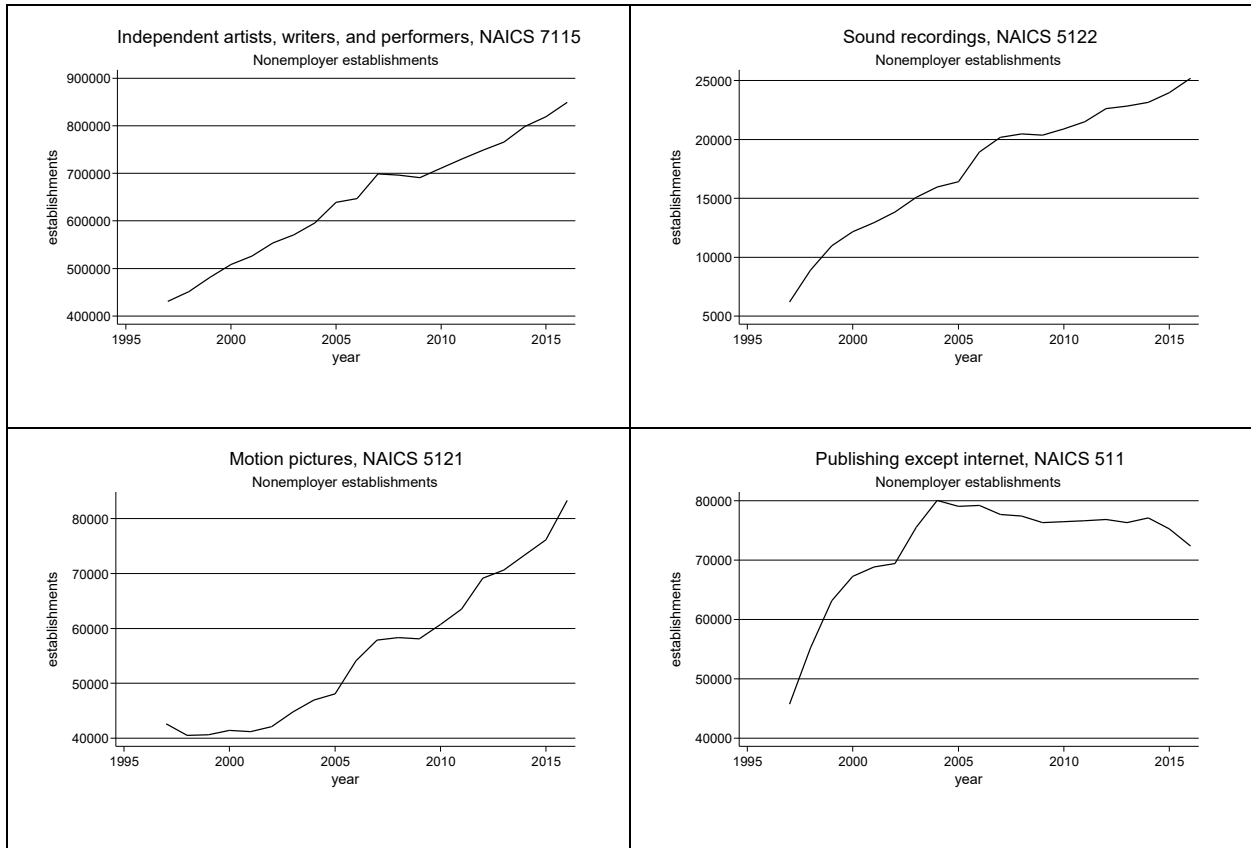 Independent artists, writers, and performers, NAICS 7115
Nonemployer establishments
900000
800000
700000
600000
500000
400000
establishments
1995 2000 2005 2010 2015
year
Sound recordings, NAICS 5122
Nonemployer establishments
25000
20000
15000
10000
5000
establishments
1995 2000 2005 2010 2015
year
Motion pictures, NAICS 5121
Nonemployer establishments
80000
70000
60000
50000
40000
establishments
1995 2000 2005 2010 2015
year
Publishing except internet, NAICS 511
Nonemployer establishments
80000
70000
60000
50000
40000
establishments
1995 2000 2005 2010 2015
year